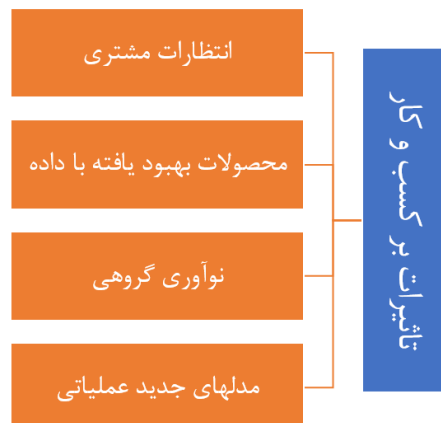 تاثیرات بر کسب و کار
انتظارات مشتری
محصولات بهبود یافته با داده
نوآوری گروهی
مدلهای جدید عملیاتی